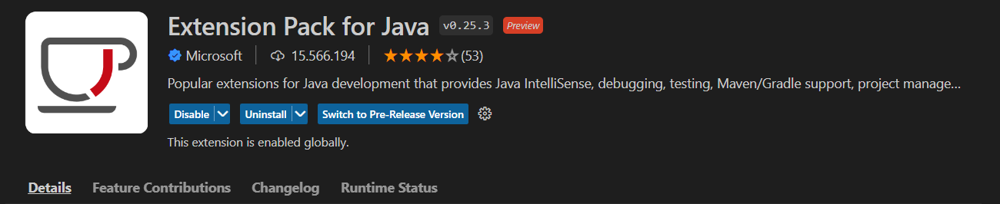 Extension Pack for Java v0.25.3 Preview
Microsoft 15.566.194 (53)
Popular extensions for Java development that provides Java IntelliSense, debugging, testing, Maven/Gradle support, project manage...
Disable Uninstall Switch to Pre-Release Version
This extension is enabled globally.
Details Feature Contributions Changelog Runtime Status